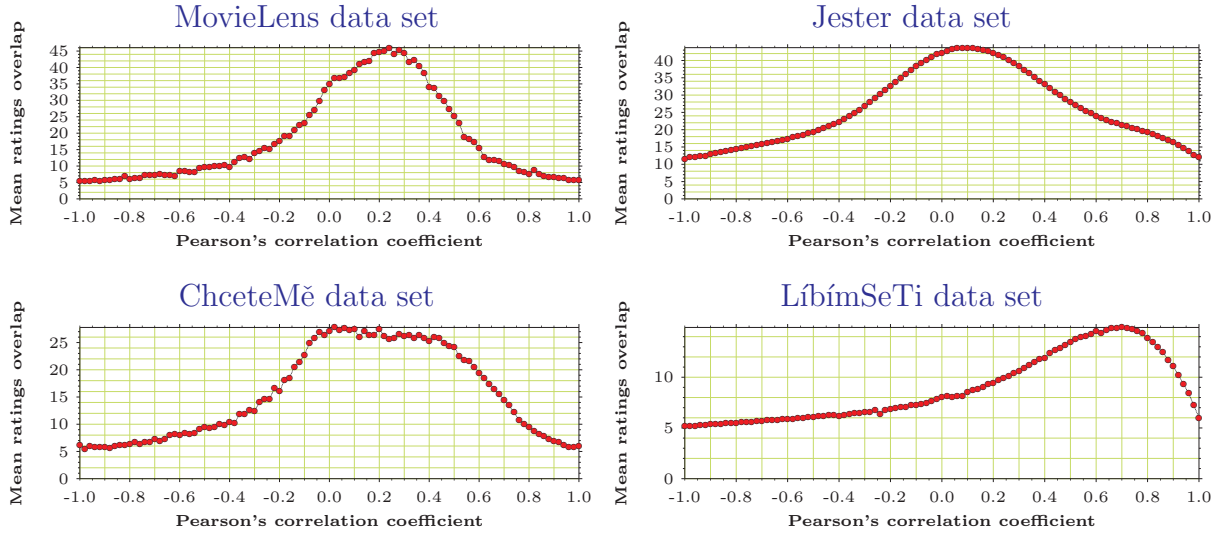 MovieLens data set
Mean ratings overlap
45
40
35
30
25
20
15
10
5
0
-1.0 -0.6 -0.4 -0.2 0.0 0.2 0.4 0.6 1.0
Pearson's correlation coefficient
Jester data set
Mean ratings overlap
40
35
30
25
20
15
10
5
0
-1.0 -0.8 -0.6 -0.4 -0.2 0.0 0.2 0.4 0.6 0.8 1.0
Pearson's correlation coefficient
ChceteMě data set
Mean ratings overlap
25
20
15
10
5
0
-1.0 -0.8 -0.6 -0.4 -0.2 0.0 0.2 0.4 0.6 0.8 1.0
Pearson's correlation coefficient
LíbímSeTi data set
Mean ratings overlap
10
5
0
-1.0 -0.8 -0.6 -0.4 -0.2 0.0 0.2 0.4 0.6 0.8 1.0
Pearson's correlation coefficient